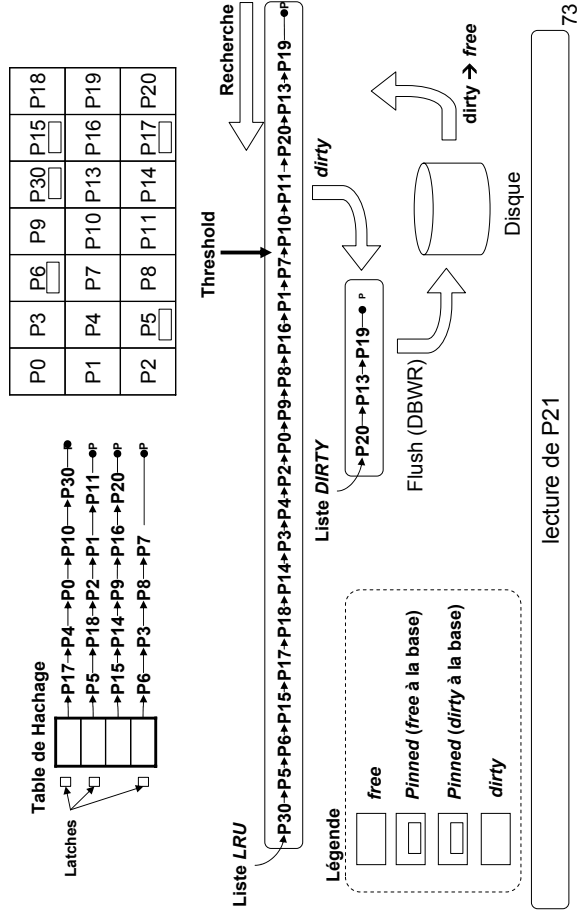 Table de Hachage
Latches
P17 P4 P0 P10 P30 P
P5 P18 P2 P1 P11 P
P15 P14 P9 P16 P20 P
P6 P3 P8 P7 P
P0 P3 P6 P9 P30 P15 P18
P1 P4 P7 P10 P13 P16 P19
P2 P5 P8 P11 P14 P17 P20
Liste LRU
Threshold
Recherche
P30 P5 P6 P15 P17 P18 P14 P3 P4 P2 P0 P9 P8 P16 P1 P7 P10 P11 P20 P13 P19 P
dirty
Liste DIRTY
P20 P13 P19 P
Flush (DBWR)
Disque
dirty → free
Légende
free
Pinned (free à la base)
Pinned (dirty à la base)
dirty
lecture de P21
73